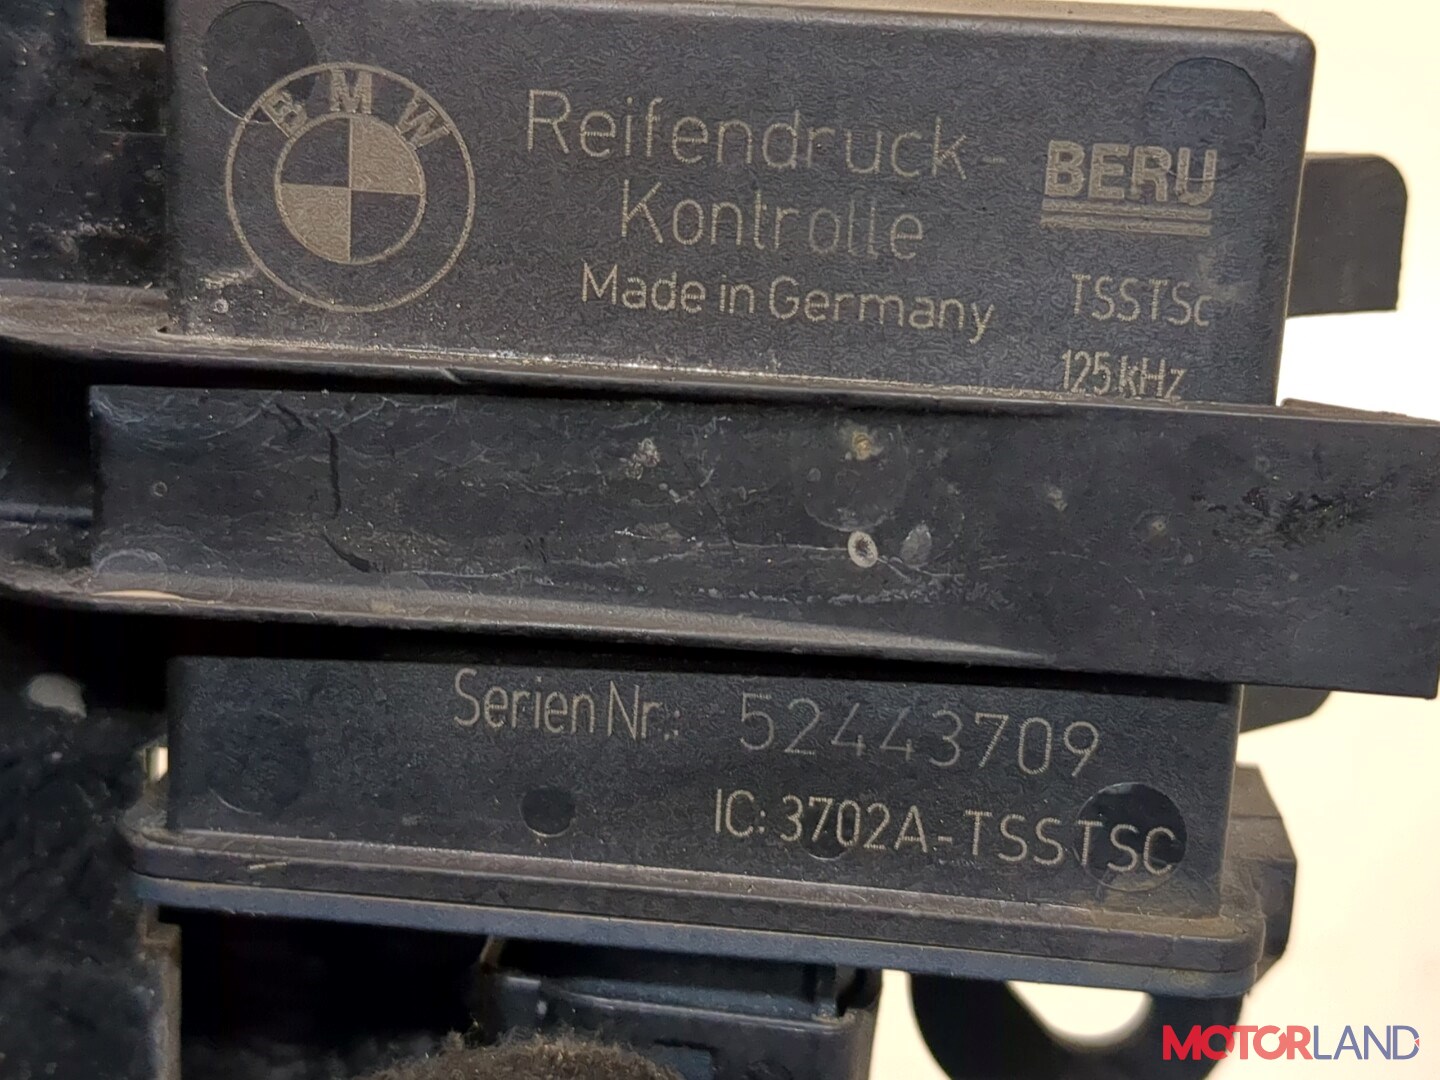 BMW
Reifendruck-
Kontrolle
Made in Germany
BERU
TSSTSc
125 kHz
Serien Nr.: 52443709
IC: 3702A-TSSTSC
MOTORLAND